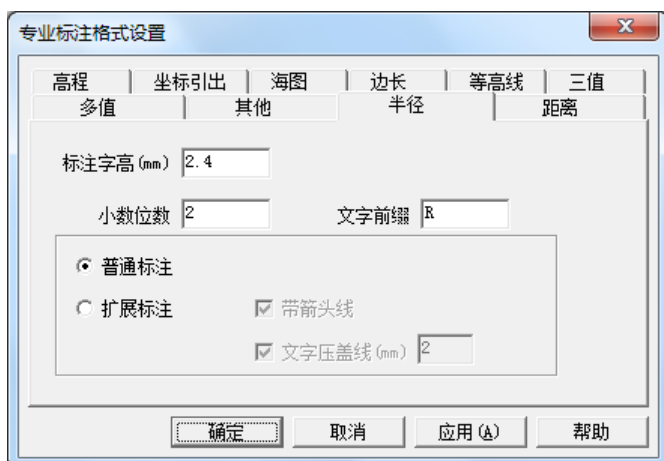 专业标注格式设置
高程 坐标引出 海图 边长 等高线 三值
多值 其他 半径 距离
标注字高(mm) 2.4
小数位数 2 文字前缀 R
普通标注
扩展标注 带箭头线
文字压盖线(mm) 2
确定 取消 应用(A) 帮助